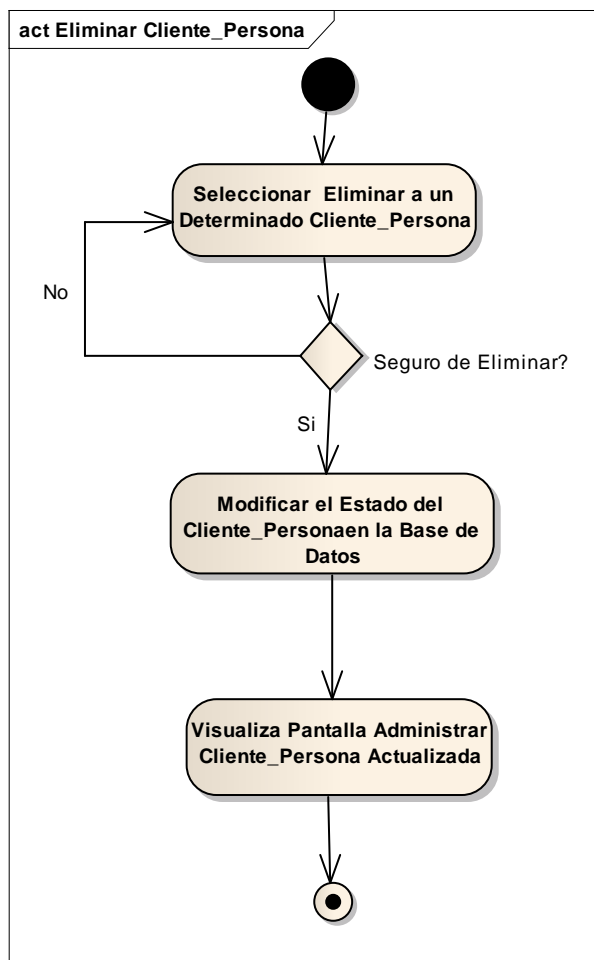 act Eliminar Cliente_Persona
Seleccionar Eliminar a un
Determinado Cliente_Persona
No
Seguro de Eliminar?
Si
Modificar el Estado del
Cliente_Personaen la Base de
Datos
Visualiza Pantalla Administrar
Cliente_Persona Actualizada